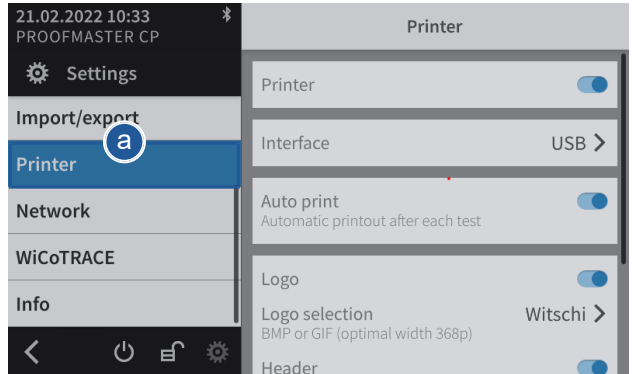 21.02.2022 10:33
PROOFMASTER CP
Settings
Import/export
a
Printer
Network
WiCoTRACE
Info
Printer
Printer
Interface
USB
Auto print
Automatic printout after each test
Logo
Logo selection
Witschi
BMP or GIF (optimal width 368p)
Header